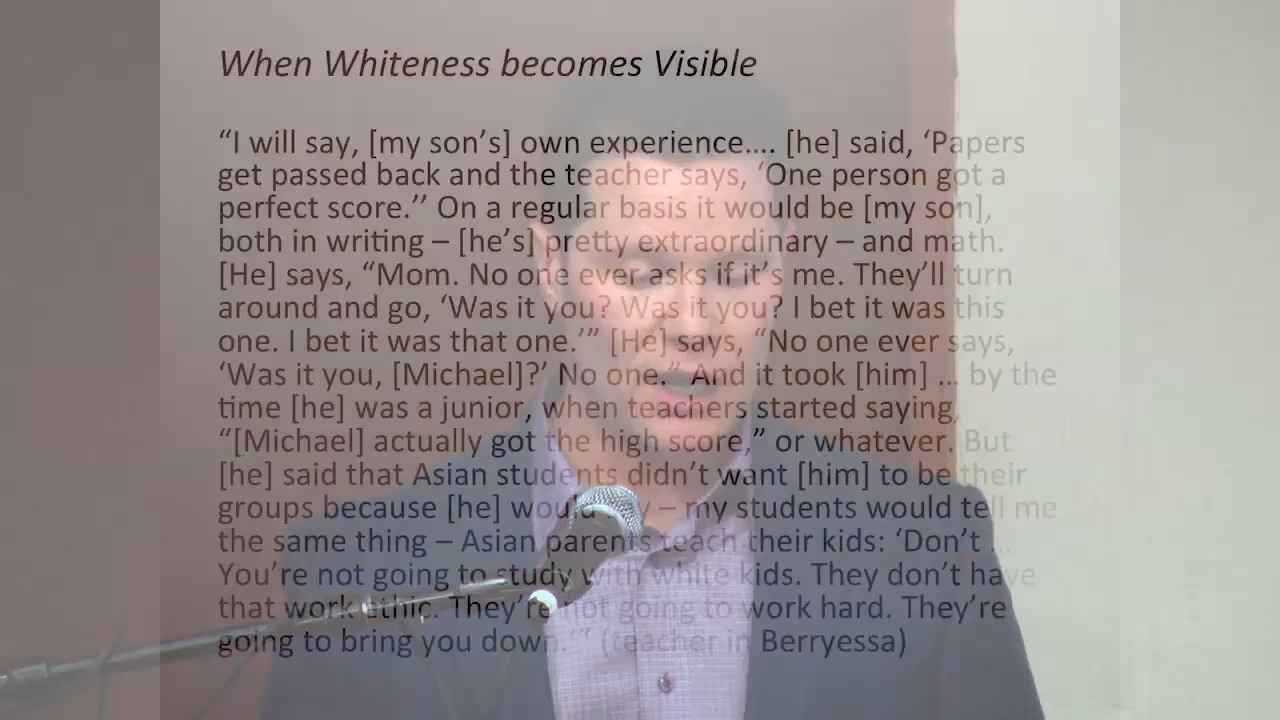 When Whiteness becomes Visible
“I will say, [my son’s] own experience…. [he] said, ‘Papers
get passed back and the teacher says, ‘One person got a
perfect score.’’ On a regular basis it would be [my son],
both in writing – [he’s] pretty extraordinary – and math.
[He] says, “Mom. No one ever asks if it’s me. They’ll turn
around and go, ‘Was it you? Was it you? I bet it was this
one. I bet it was that one.’” [He] says, “No one ever says,
‘Was it you, [Michael]?’ No one.” And it took [him] … by the
time [he] was a junior, when teachers started saying,
“[Michael] actually got the high score,” or whatever. But
[he] said that Asian students didn’t want [him] to be their
groups because [he] – my students would tell me
the same thing – Asian parents teach their kids: ‘Don’t …
You’re not going to study with white kids. They don’t have
that work ethic. They’re not going to work hard. They’re
going to bring you down.’” (teacher in Berryessa)